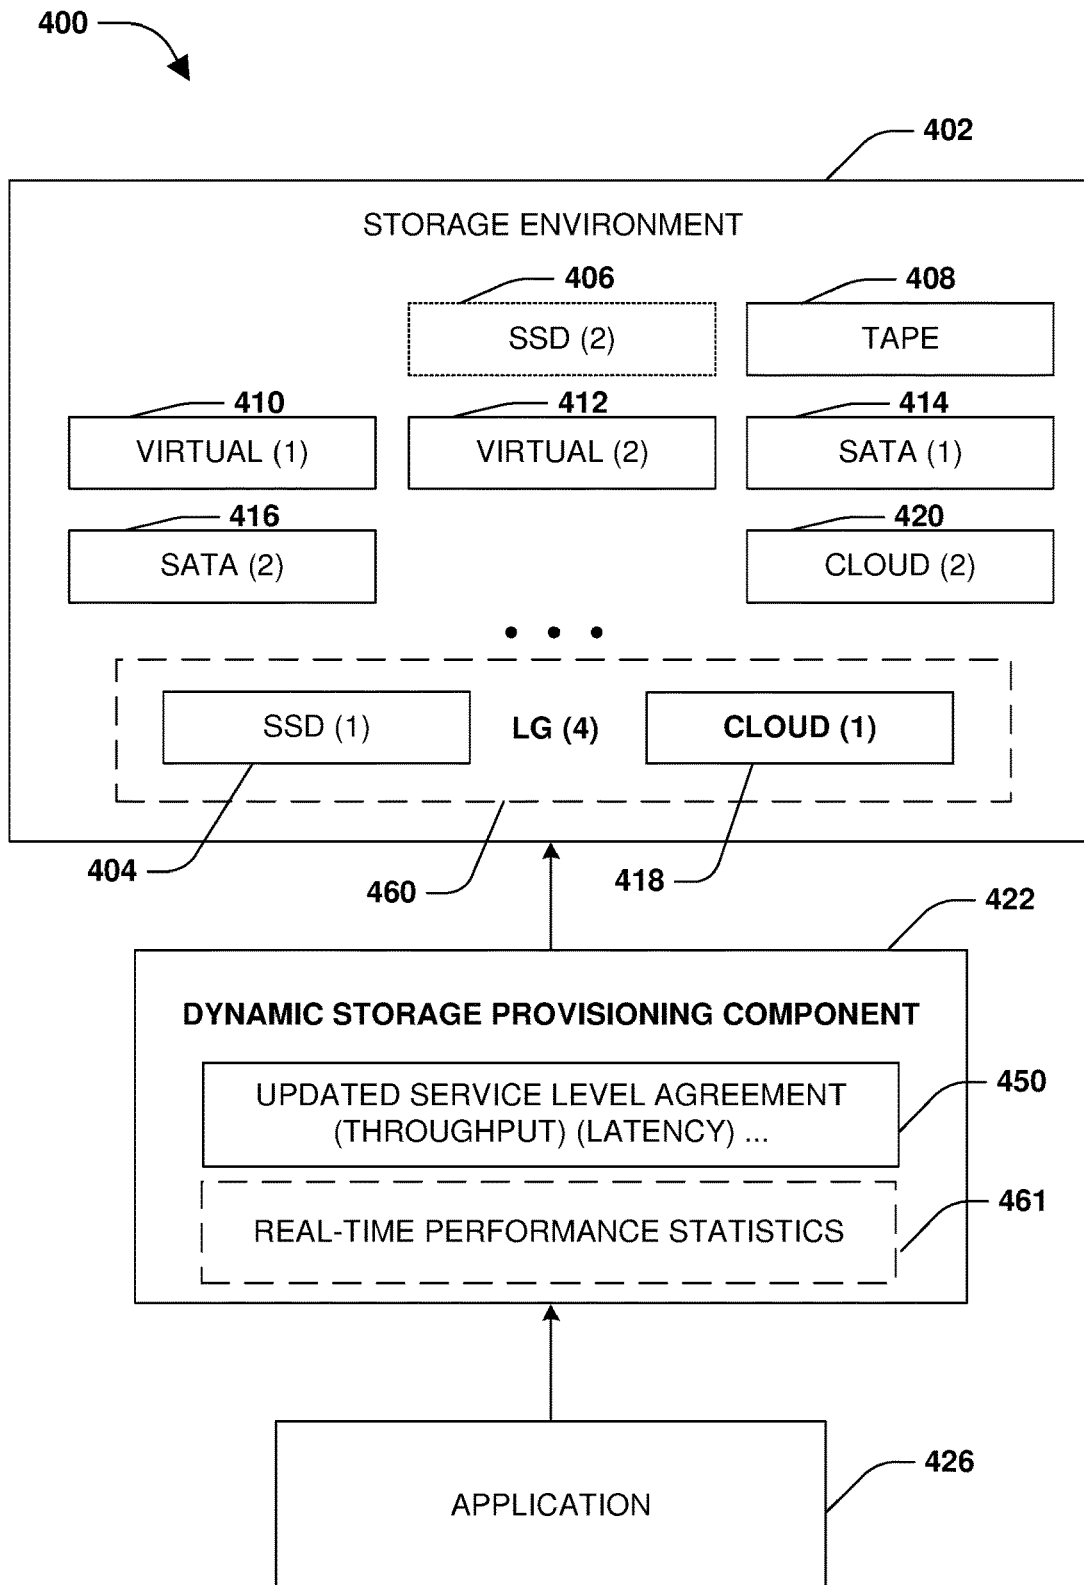 400
402
STORAGE ENVIRONMENT
406
408
SSD (2)
TAPE
410
412
414
VIRTUAL (1)
VIRTUAL (2)
SATA (1)
416
420
SATA (2)
CLOUD (2)
• • •
SSD (1)
LG (4)
CLOUD (1)
404
460
418
422
DYNAMIC STORAGE PROVISIONING COMPONENT
450
UPDATED SERVICE LEVEL AGREEMENT
(THROUGHPUT) (LATENCY) ...
461
REAL-TIME PERFORMANCE STATISTICS
426
APPLICATION